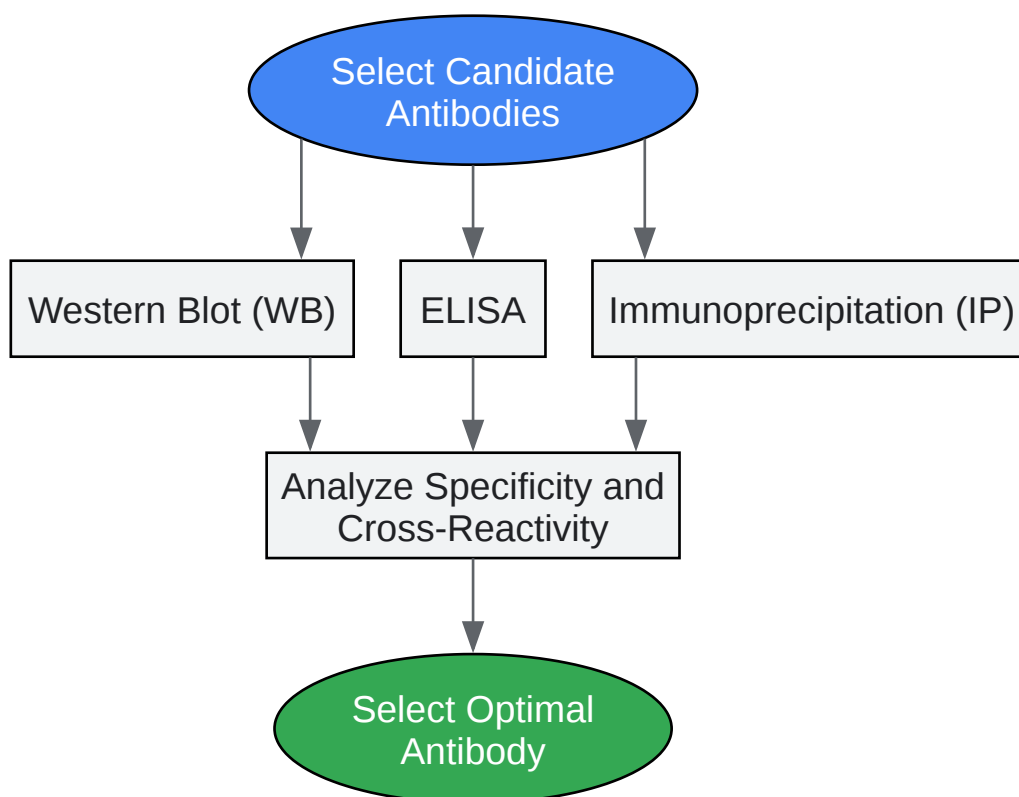 Select Candidate
Antibodies
Western Blot (WB)
ELISA
Immunoprecipitation (IP)
Analyze Specificity and
Cross-Reactivity
Select Optimal
Antibody